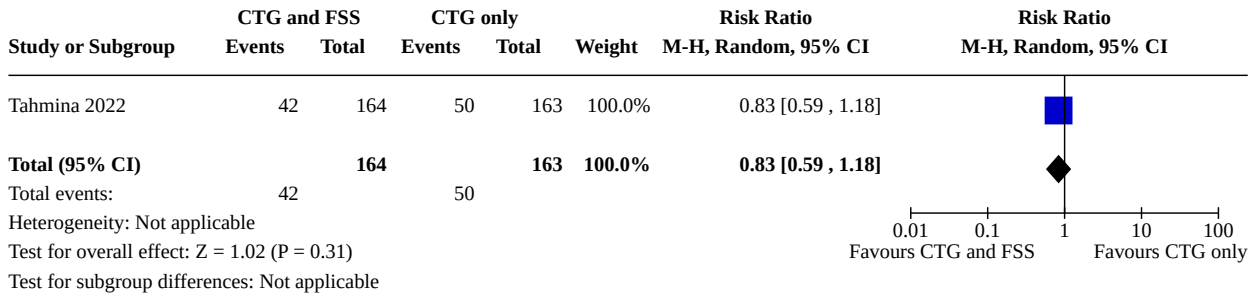 CTG and FSS CTG only Risk Ratio Risk Ratio
Study or Subgroup Events Total Events Total Weight M-H, Random, 95% CI M-H, Random, 95% CI
Tahmina 2022 42 164 50 163 100.0% 0.83 [0.59 , 1.18]
Total (95% CI) 164 163 100.0% 0.83 [0.59 , 1.18]
Total events: 42 50
Heterogeneity: Not applicable
0.01 0.1 1 10 100
Test for overall effect: Z = 1.02 (P = 0.31) Favours CTG and FSS Favours CTG only
Test for subgroup differences: Not applicable